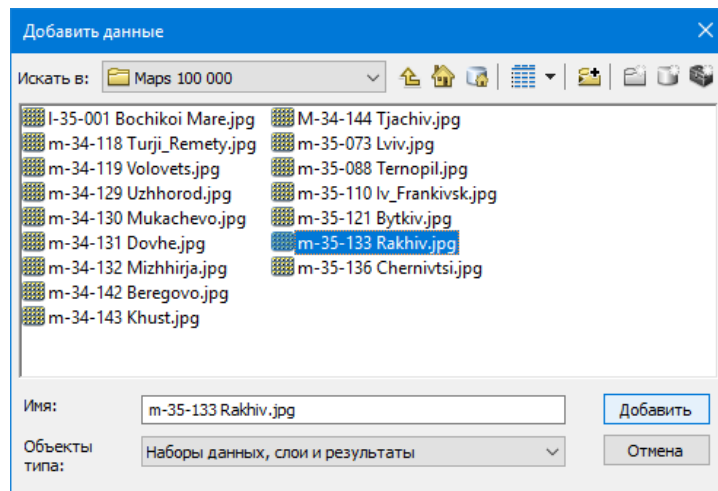 Добавить данные
Искать в: Maps 100 000
l-35-001 Bochikoi Mare.jpg
m-34-118 Turji_Remety.jpg
m-34-119 Volovets.jpg
m-34-129 Uzhhorod.jpg
m-34-130 Mukachevo.jpg
m-34-131 Dovhe.jpg
m-34-132 Mizhhirja.jpg
m-34-142 Beregovo.jpg
m-34-143 Khust.jpg
M-34-144 Tjachiv.jpg
m-35-073 Lviv.jpg
m-35-088 Ternopil.jpg
m-35-110 Iv_Frankivsk.jpg
m-35-121 Bytkiv.jpg
m-35-133 Rakhiv.jpg
m-35-136 Chernivtsi.jpg
Имя: m-35-133 Rakhiv.jpg Добавить
Объекты типа: Наборы данных, слои и результаты Отмена